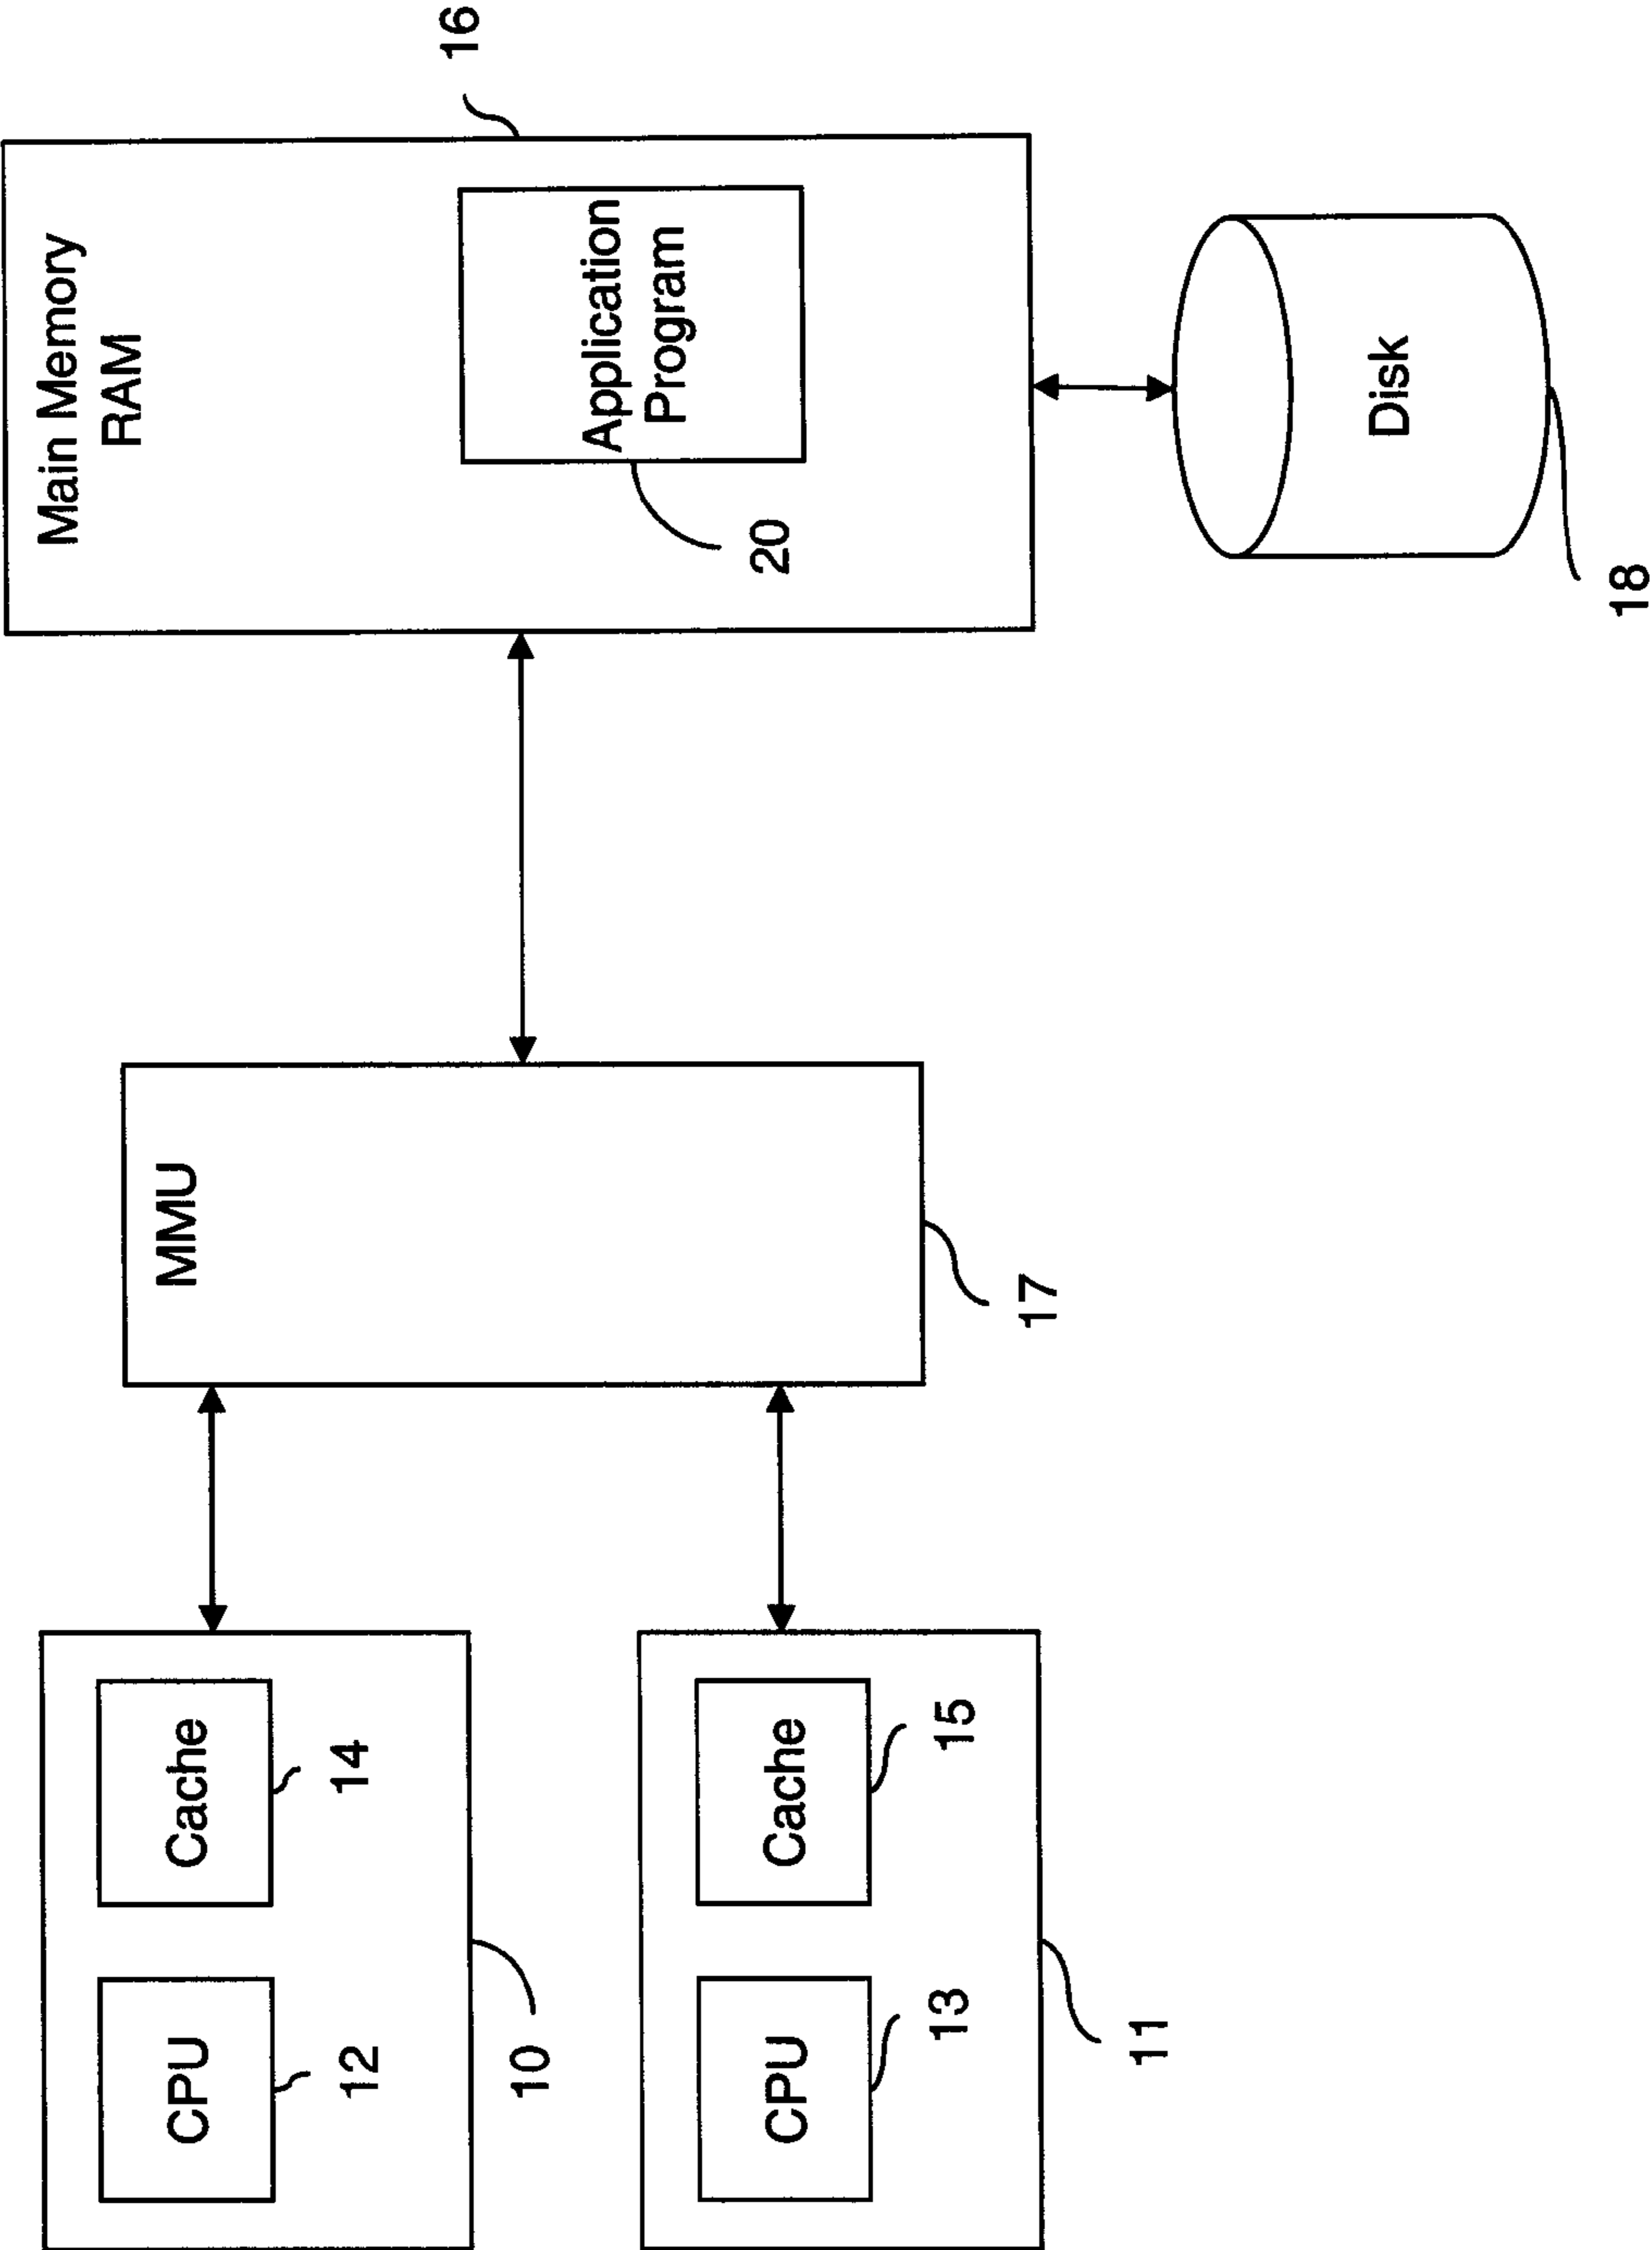 CPU
12
Cache
14
10
CPU
13
Cache
15
11
MMU
17
Main Memory
RAM
16
Application
Program
20
Disk
18